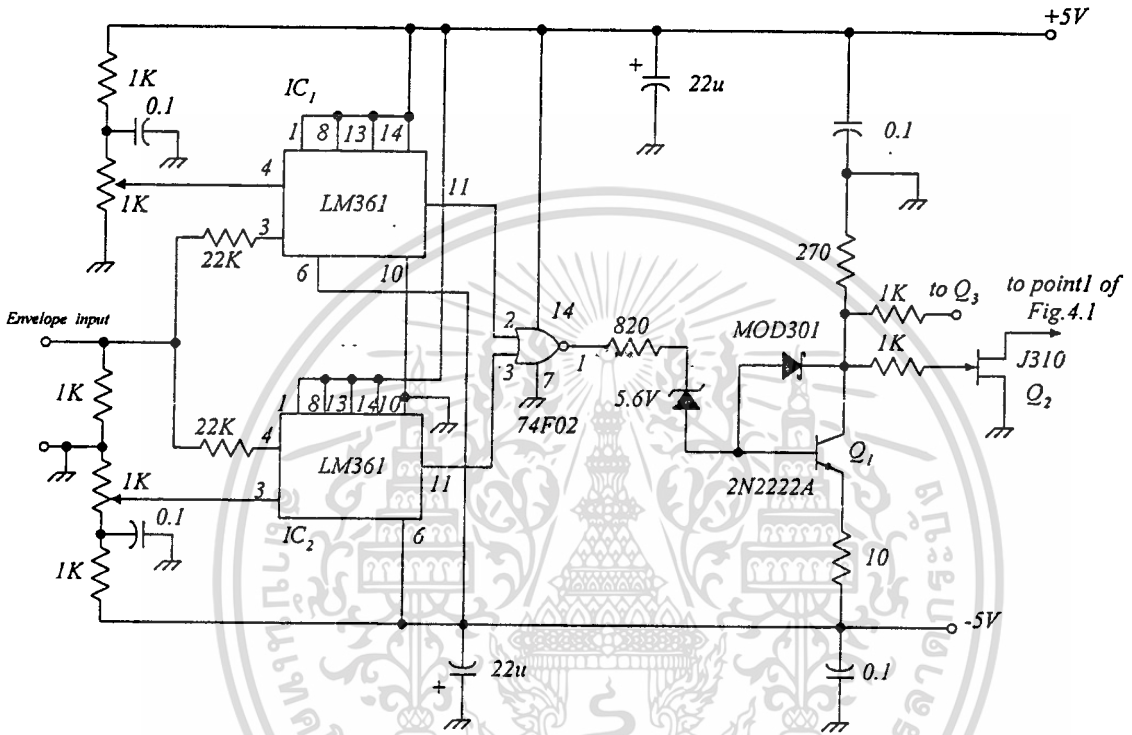 +5V
1K
0.1
IC1
1 8 13 14
+
22u
0.1
4
1K
LM361
11
3
22K
6
10
270
1K
to Q3
to point1 of
Fig.4.1
Envelope input
2
14
820
MOD301
1K
J310
3
1
7
5.6V
Q2
74F02
1K
1 8 13 14 10
22K
4
LM361
Q1
1K
11
2N2222A
3
0.1
IC2
6
10
1K
-5V
22u
+
0.1